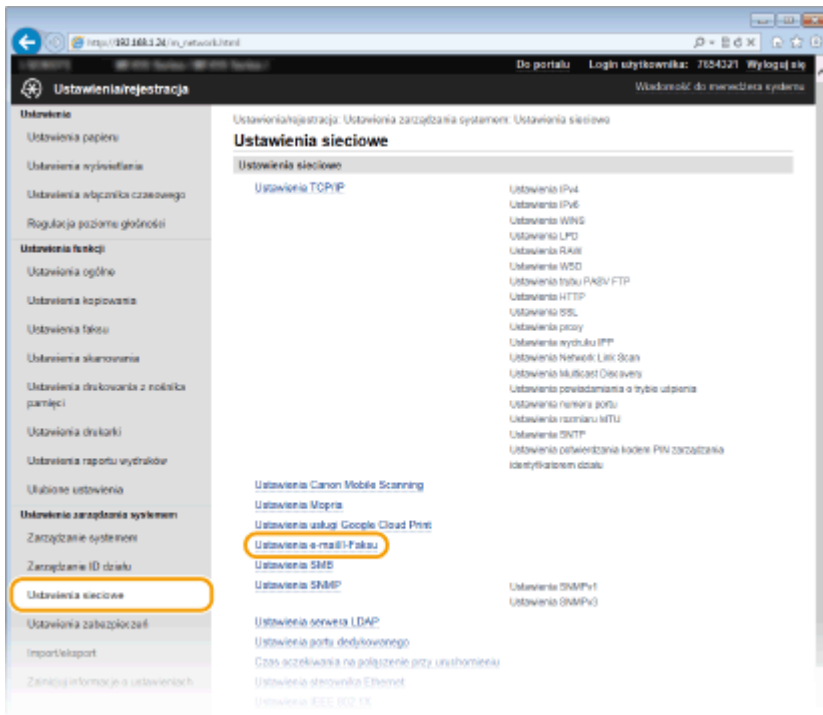 http://192.168.1.24/m_network.html
Do portalu Login użytkownika: 7654321 Wyloguj się
Ustawienia/rejestracja
Wiadomość do menedżera systemu
Ustawienia
Ustawienia papieru
Ustawienia wyświetlania
Ustawienia włącznika czasowego
Regulacja poziomu głośności
Ustawienia funkcji
Ustawienia ogólne
Ustawienia kopiowania
Ustawienia faksu
Ustawienia skanowania
Ustawienia drukowania z nośnika
pamięci
Ustawienia drukarki
Ustawienia raportu wydruków
Ulubione ustawienia
Ustawienia zarządzania systemem
Zarządzanie systemem
Zarządzanie ID działu
Ustawienia sieciowe
Ustawienia zabezpieczeń
Import/eksport
Zainicjuj informacje o ustawieniach
Ustawienia/rejestracja: Ustawienia zarządzania systemem: Ustawienia sieciowe
Ustawienia sieciowe
Ustawienia sieciowe
Ustawienia TCP/IP
Ustawienia IPv4
Ustawienia IPv6
Ustawienia WINS
Ustawienia LPD
Ustawienia RAW
Ustawienia WSD
Ustawienia trybu PASV FTP
Ustawienia HTTP
Ustawienia SSL
Ustawienia proxy
Ustawienia wydruku IPP
Ustawienia Network Link Scan
Ustawienia Multicast Discovery
Ustawienia powiadamiania o trybie uśpienia
Ustawienia numeru portu
Ustawienia rozmiaru MTU
Ustawienia SNTP
Ustawienia potwierdzania kodem PIN zarządzania
identyfikatorem działu
Ustawienia Canon Mobile Scanning
Ustawienia Mopria
Ustawienia usługi Google Cloud Print
Ustawienia e-mail/I-Faksu
Ustawienia SMB
Ustawienia SNMP
Ustawienia SNMPv1
Ustawienia SNMPv3
Ustawienia serwera LDAP
Ustawienia portu dedykowanego
Czas oczekiwania na połączenie przy uruchomieniu
Ustawienia sterownika Ethernet
Ustawienia IEEE 802.1X